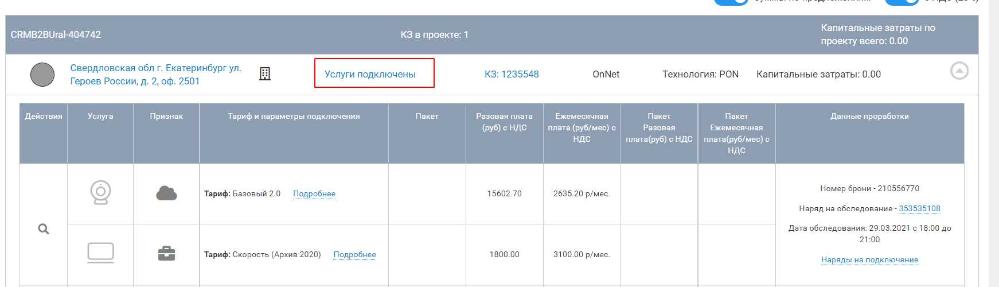 CRMB2BUral-404742
КЗ в проекте: 1
Капитальные затраты по
проекту всего: 0.00
Свердловская обл г. Екатеринбург ул.
Героев России, д. 2, оф. 2501
Услуги подключены
КЗ: 1235548
OnNet
Технология: PON
Капитальные затраты: 0.00
Действия
Услуга
Признак
Тариф и параметры подключения
Пакет
Разовая плата
(руб) с НДС
Ежемесячная
плата (руб/мес) с
НДС
Пакет
Разовая
плата(руб) с НДС
Пакет
Ежемесячная
плата(руб/мес) с
НДС
Данные проработки
Тариф: Базовый 2.0 Подробнее
15602.70
2635.20 р/мес.
Номер брони - 210556770
Наряд на обследование - 353535108
Дата обследования: 29.03.2021 с 18:00 до
21:00
Наряды на подключение
Тариф: Скорость (Архив 2020) Подробнее
1800.00
3100.00 р/мес.